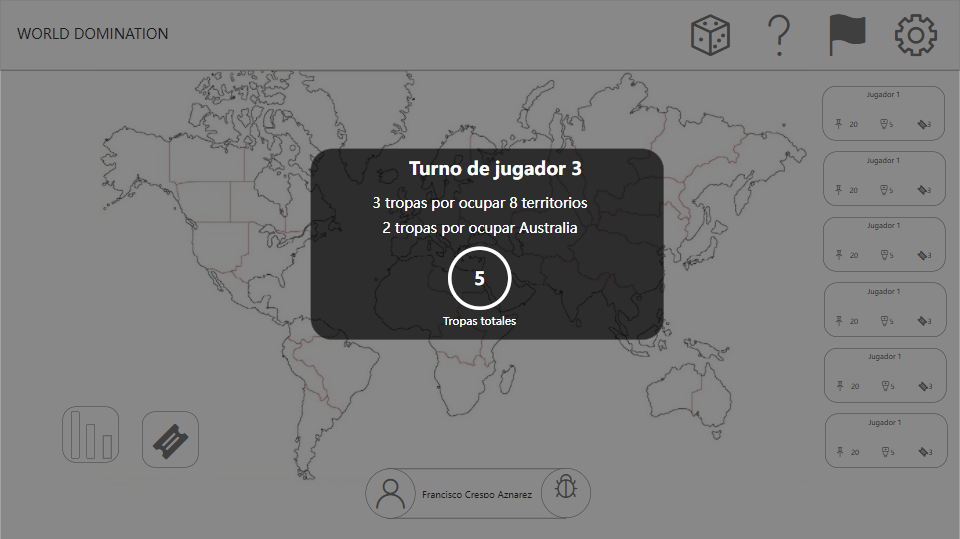 WORLD DOMINATION
Turno de jugador 3
3 tropas por ocupar 8 territorios
2 tropas por ocupar Australia
5
Tropas totales
Jugador 1
20 5 3
Jugador 1
20 5 3
Jugador 1
20 5 3
Jugador 1
20 5 3
Jugador 1
20 5 3
Jugador 1
20 5 3
Francisco Crespo Aznarez